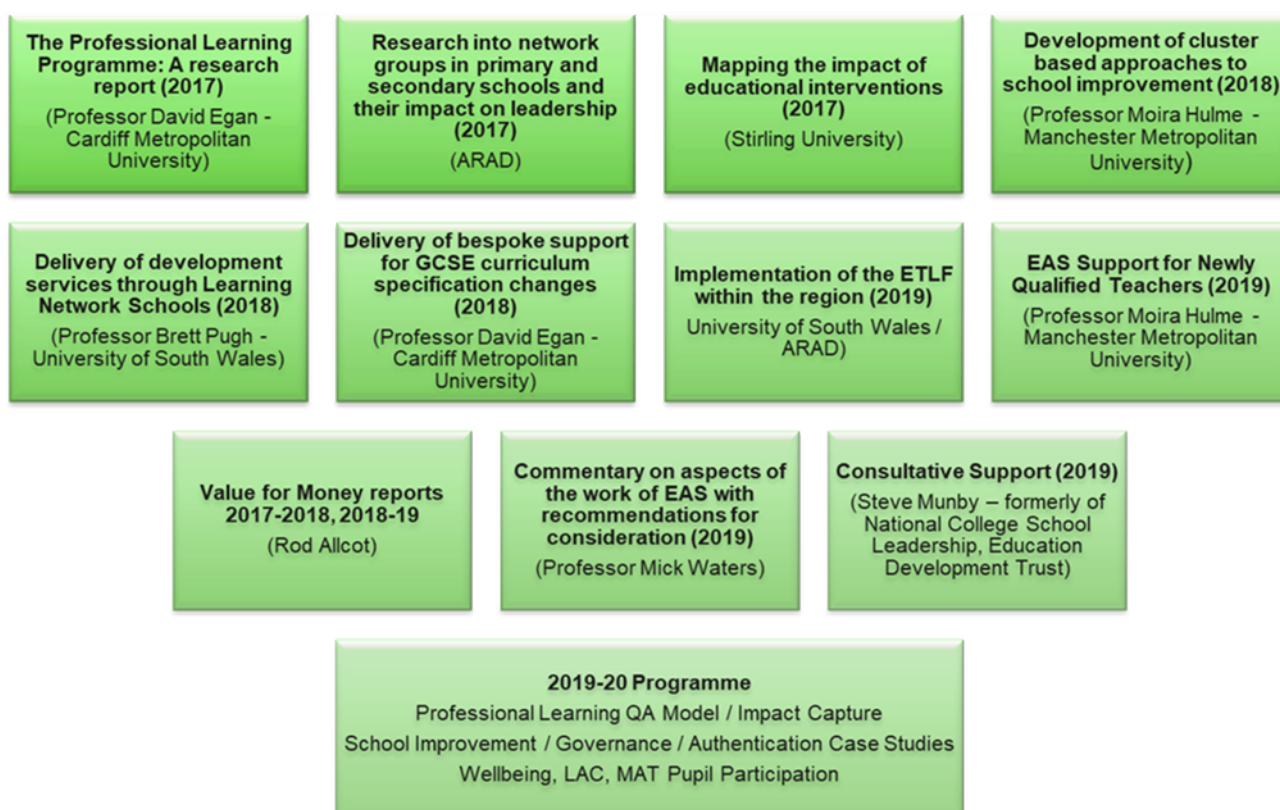 The Professional Learning
Programme: A research
report (2017)
(Professor David Egan -
Cardiff Metropolitan
University)
Research into network
groups in primary and
secondary schools and
their impact on leadership
(2017)
(ARAD)
Mapping the impact of
educational interventions
(2017)
(Stirling University)
Development of cluster
based approaches to
school improvement (2018)
(Professor Moira Hulme -
Manchester Metropolitan
University)
Delivery of development
services through Learning
Network Schools (2018)
(Professor Brett Pugh -
University of South Wales)
Delivery of bespoke support
for GCSE curriculum
specification changes
(2018)
(Professor David Egan -
Cardiff Metropolitan
University)
Implementation of the ETLF
within the region (2019)
University of South Wales /
ARAD)
EAS Support for Newly
Qualified Teachers (2019)
(Professor Moira Hulme -
Manchester Metropolitan
University)
Value for Money reports
2017-2018, 2018-19
(Rod Allcot)
Commentary on aspects of
the work of EAS with
recommendations for
consideration (2019)
(Professor Mick Waters)
Consultative Support (2019)
(Steve Munby – formerly of
National College School
Leadership, Education
Development Trust)
2019-20 Programme
Professional Learning QA Model / Impact Capture
School Improvement / Governance / Authentication Case Studies
Wellbeing, LAC, MAT Pupil Participation